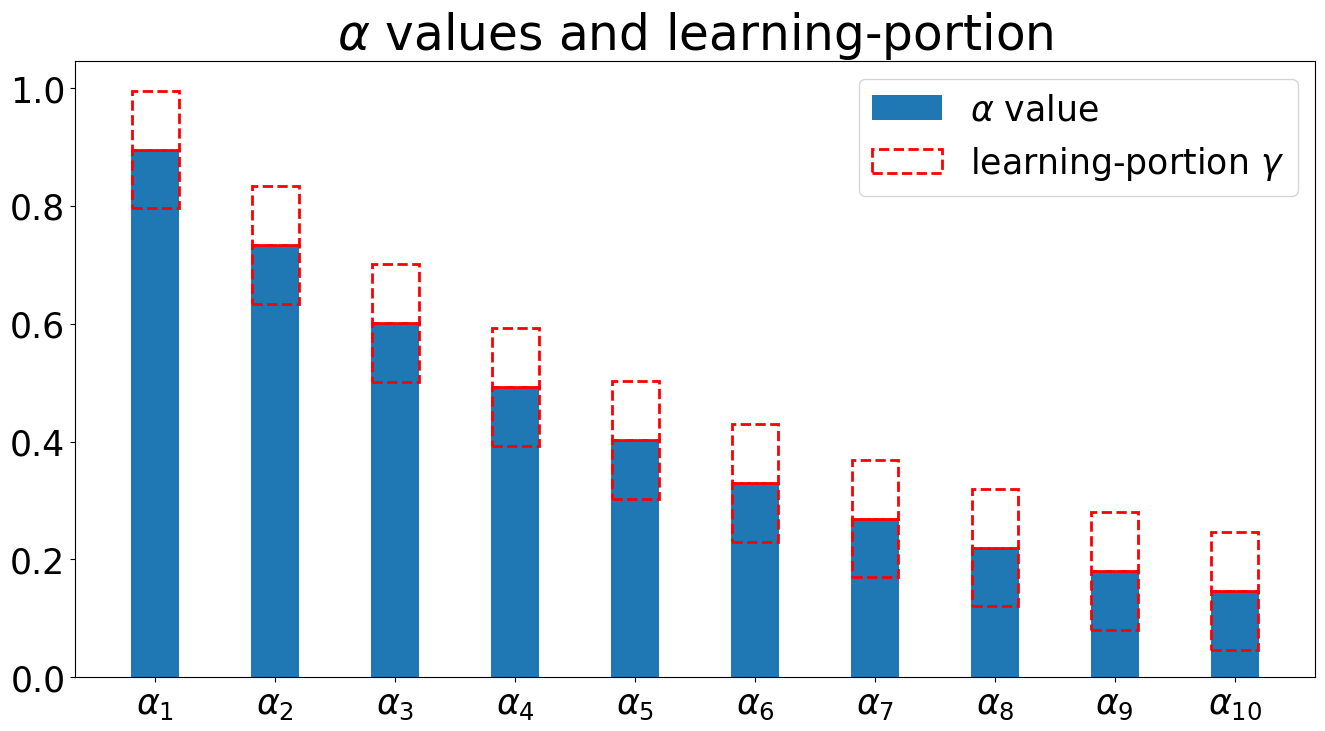 α values and learning-portion
1.0
0.8
0.6
0.4
0.2
0.0
α value
learning-portion γ
α₁ α₂ α₃ α₄ α₅ α₆ α₇ α₈ α₉ α₁₀